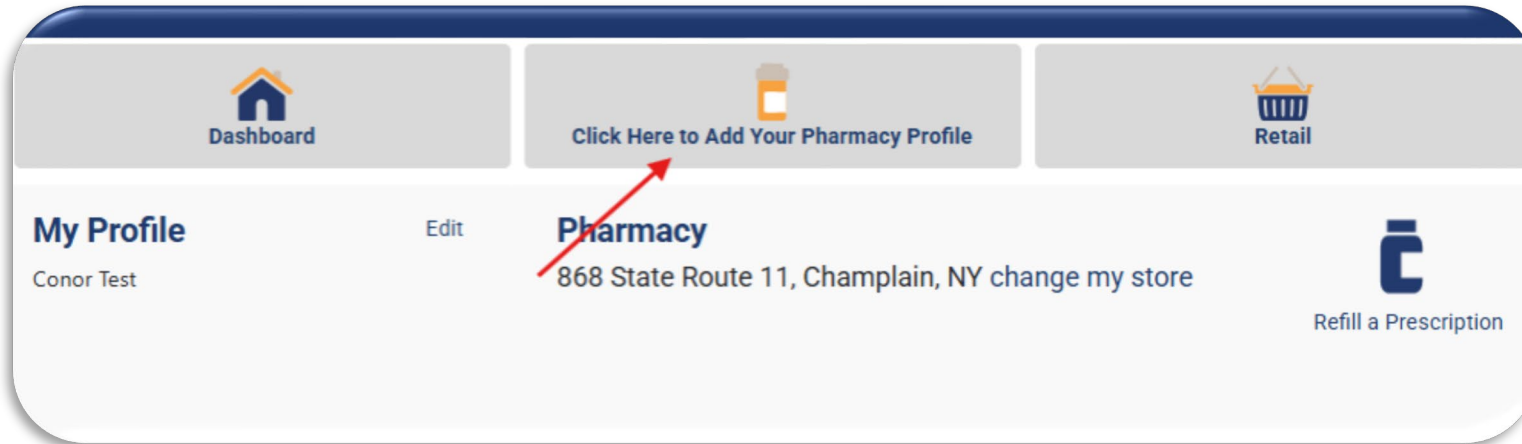 Dashboard
Click Here to Add Your Pharmacy Profile
Retail
My Profile
Edit
Conor Test
Pharmacy
868 State Route 11, Champlain, NY change my store
Refill a Prescription